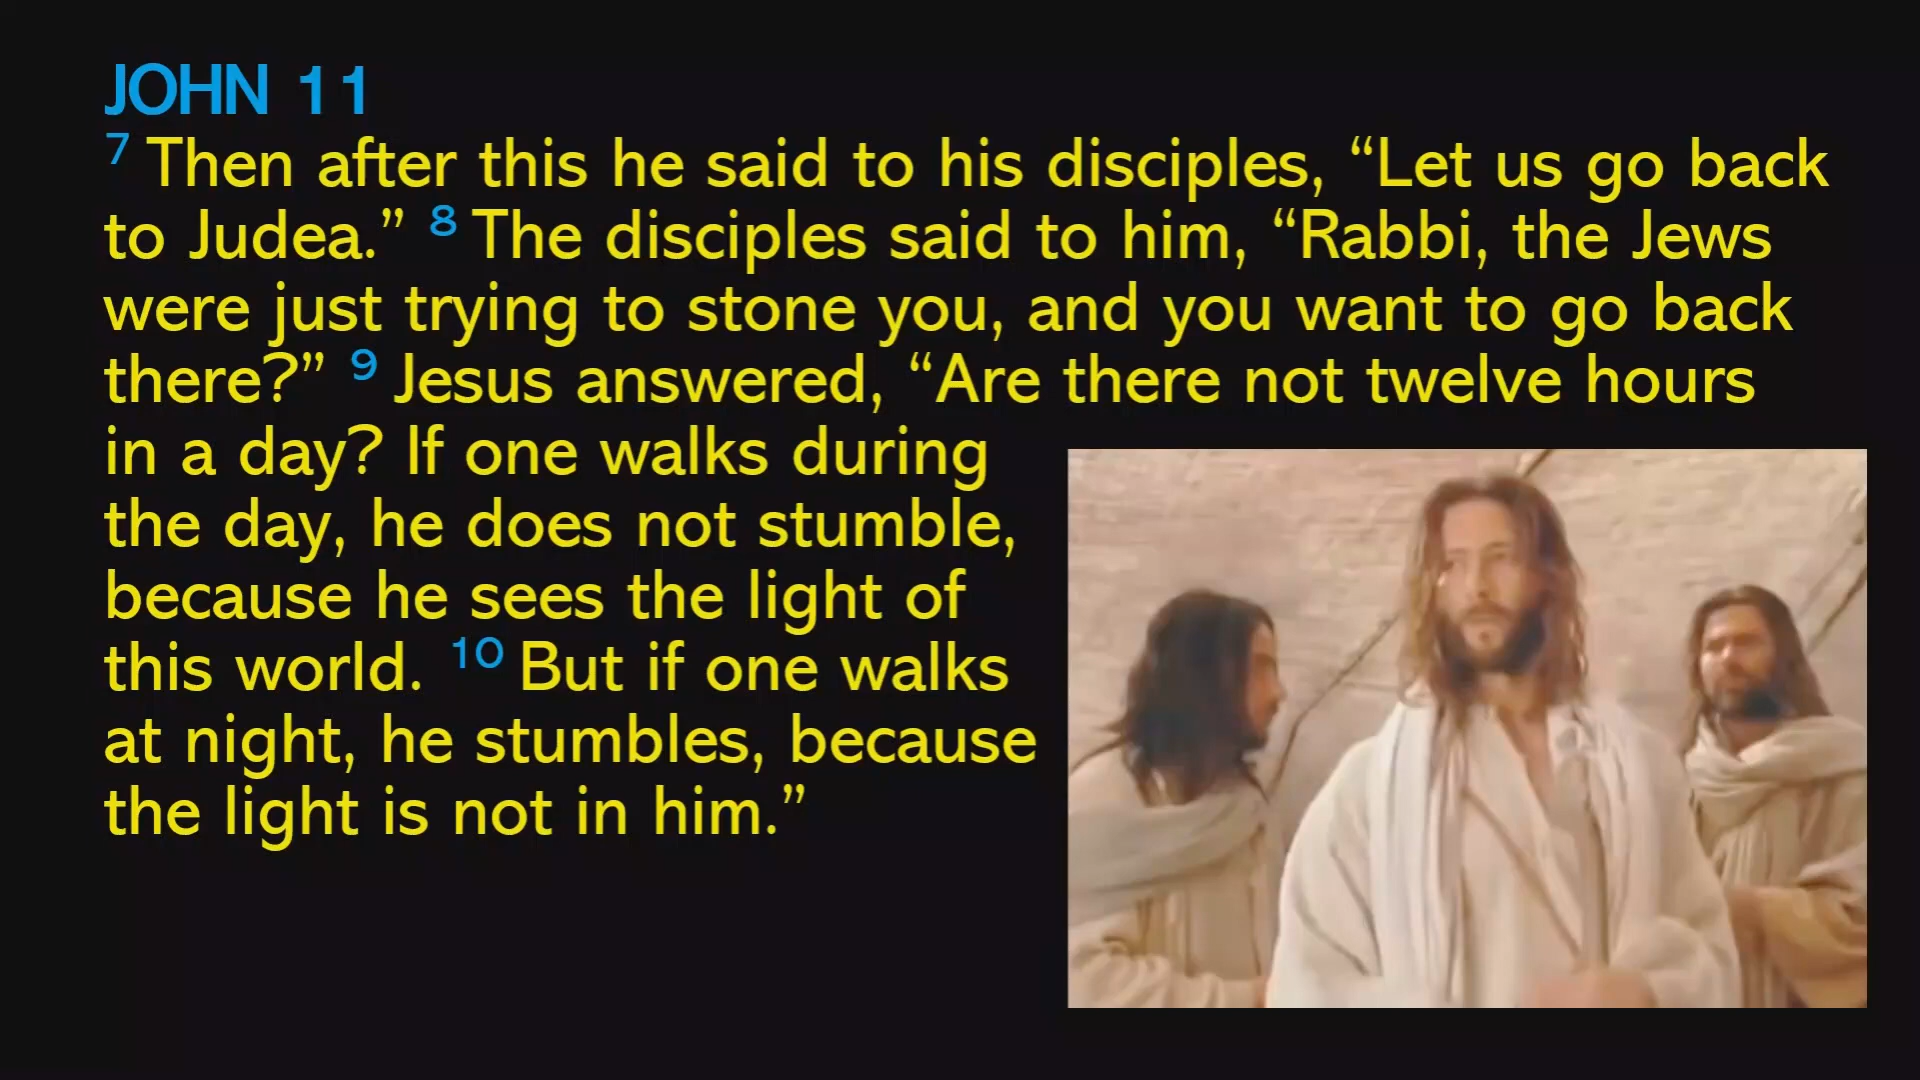 JOHN 11
7 Then after this he said to his disciples, “Let us go back
to Judea.” 8 The disciples said to him, “Rabbi, the Jews
were just trying to stone you, and you want to go back
there?” 9 Jesus answered, “Are there not twelve hours
in a day? If one walks during
the day, he does not stumble,
because he sees the light of
this world. 10 But if one walks
at night, he stumbles, because
the light is not in him.”